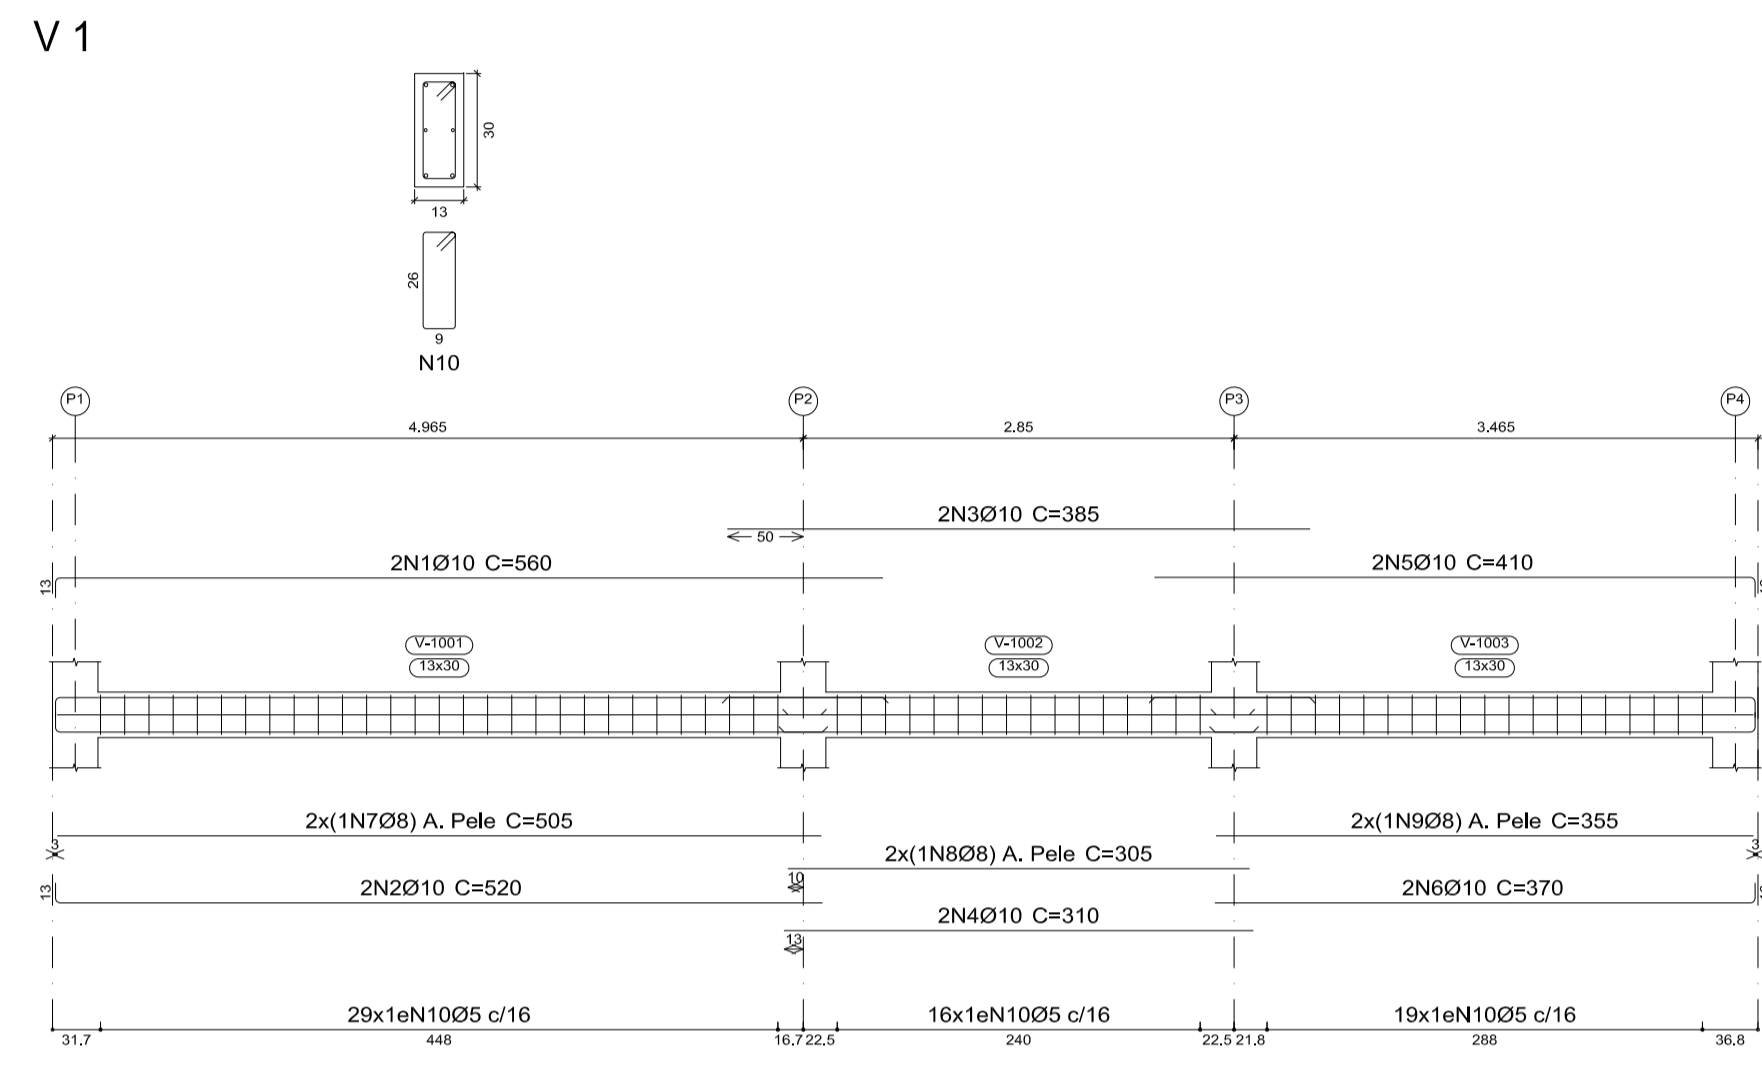 V 1
30
13
26
9
N10
P1 P2 P3 P4
4.965 2.85 3.465
2N3Ø10 C=385
50
2N1Ø10 C=560 2N5Ø10 C=410
13
V-1001 V-1002 V-1003
13x30 13x30 13x30
2x(1N7Ø8) A. Pele C=505 2x(1N9Ø8) A. Pele C=355
3 3
2x(1N8Ø8) A. Pele C=305
10
13 2N2Ø10 C=520 2N6Ø10 C=370
2N4Ø10 C=310
13
29x1eN10Ø5 c/16 16x1eN10Ø5 c/16 19x1eN10Ø5 c/16
31.7 448 16.7 22.5 240 22.5 21.8 288 36.8